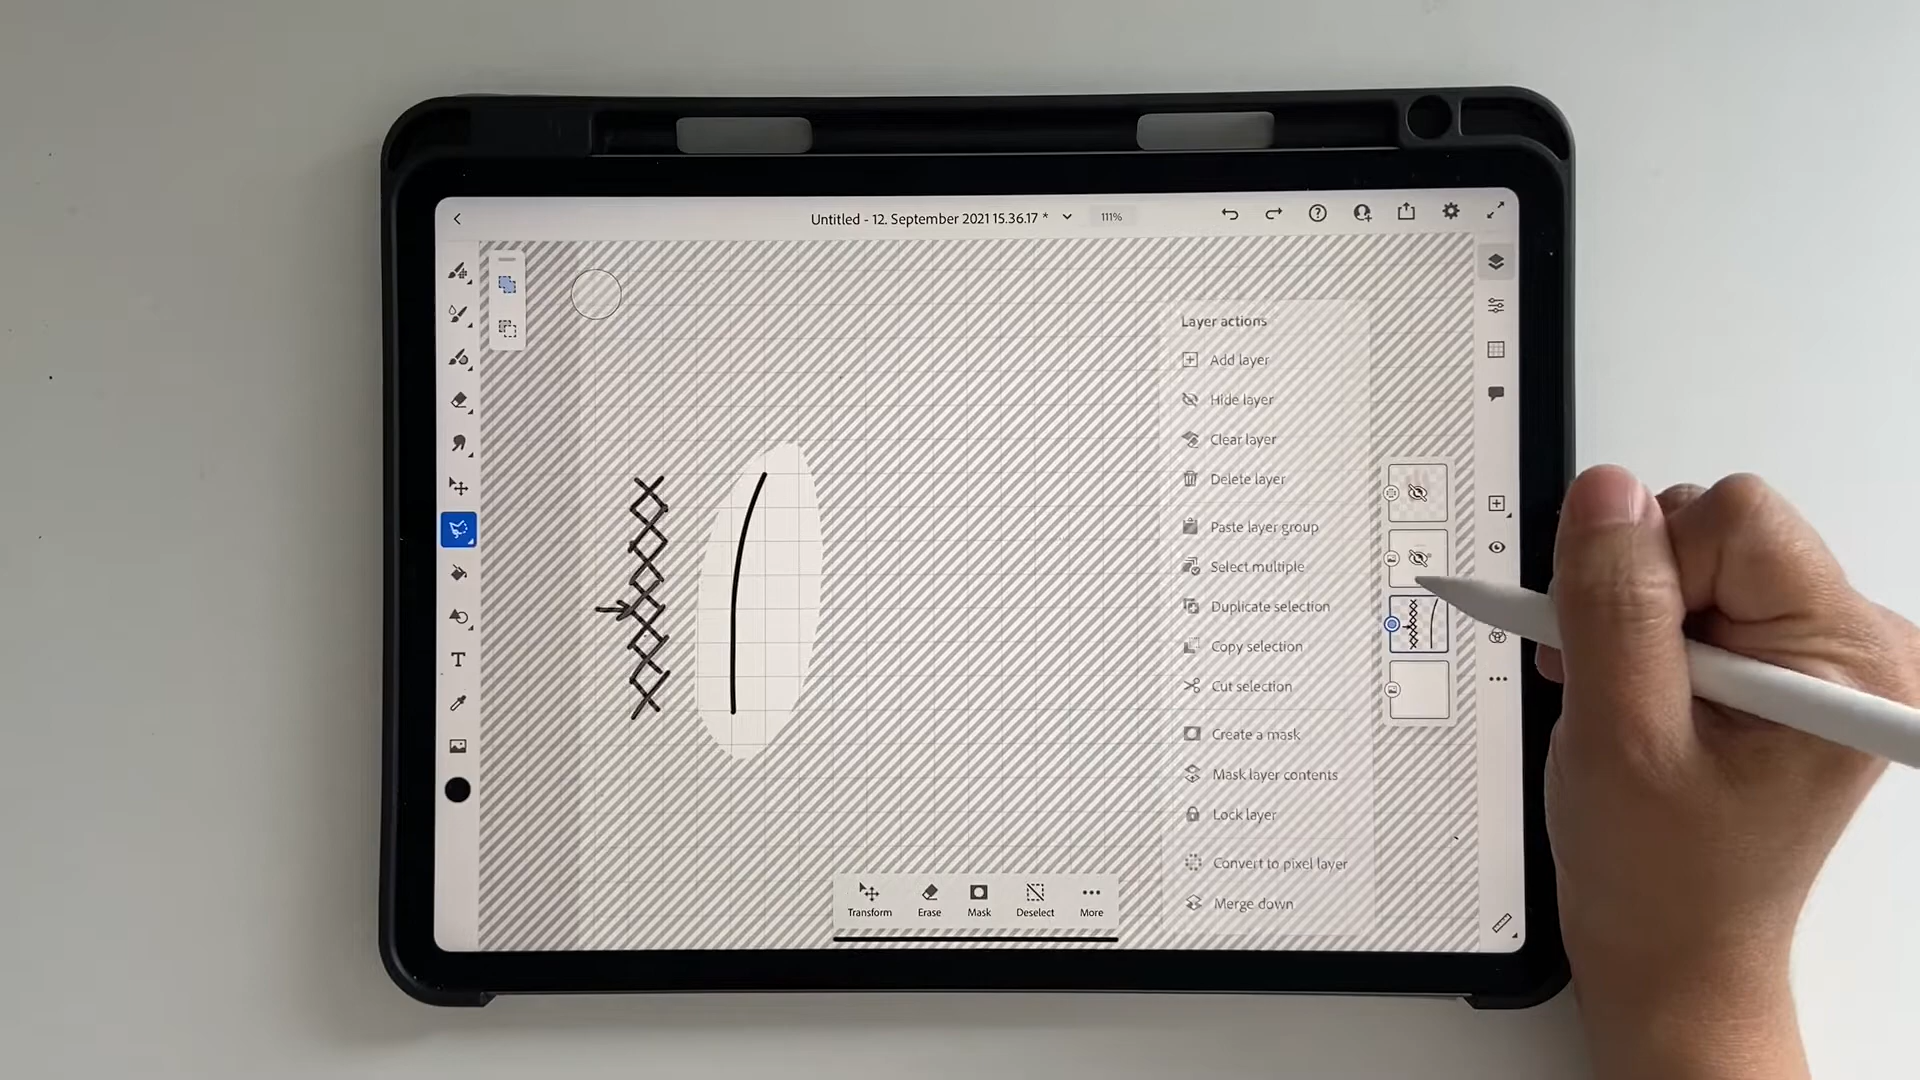 Untitled - 12. September 2021 15.36.17 *
111%
Layer actions
Add layer
Hide layer
Clear layer
Delete layer
Paste layer group
Select multiple
Duplicate selection
Copy selection
Cut selection
Create a mask
Mask layer contents
Lock layer
Convert to pixel layer
Merge down
T
Transform
Erase
Mask
Deselect
More